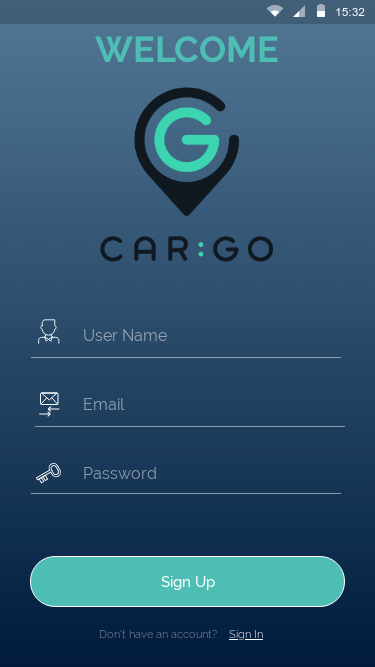 15:32
WELCOME
G
CAR:GO
User Name
Email
Password
Sign Up
Don't have an account? Sign In